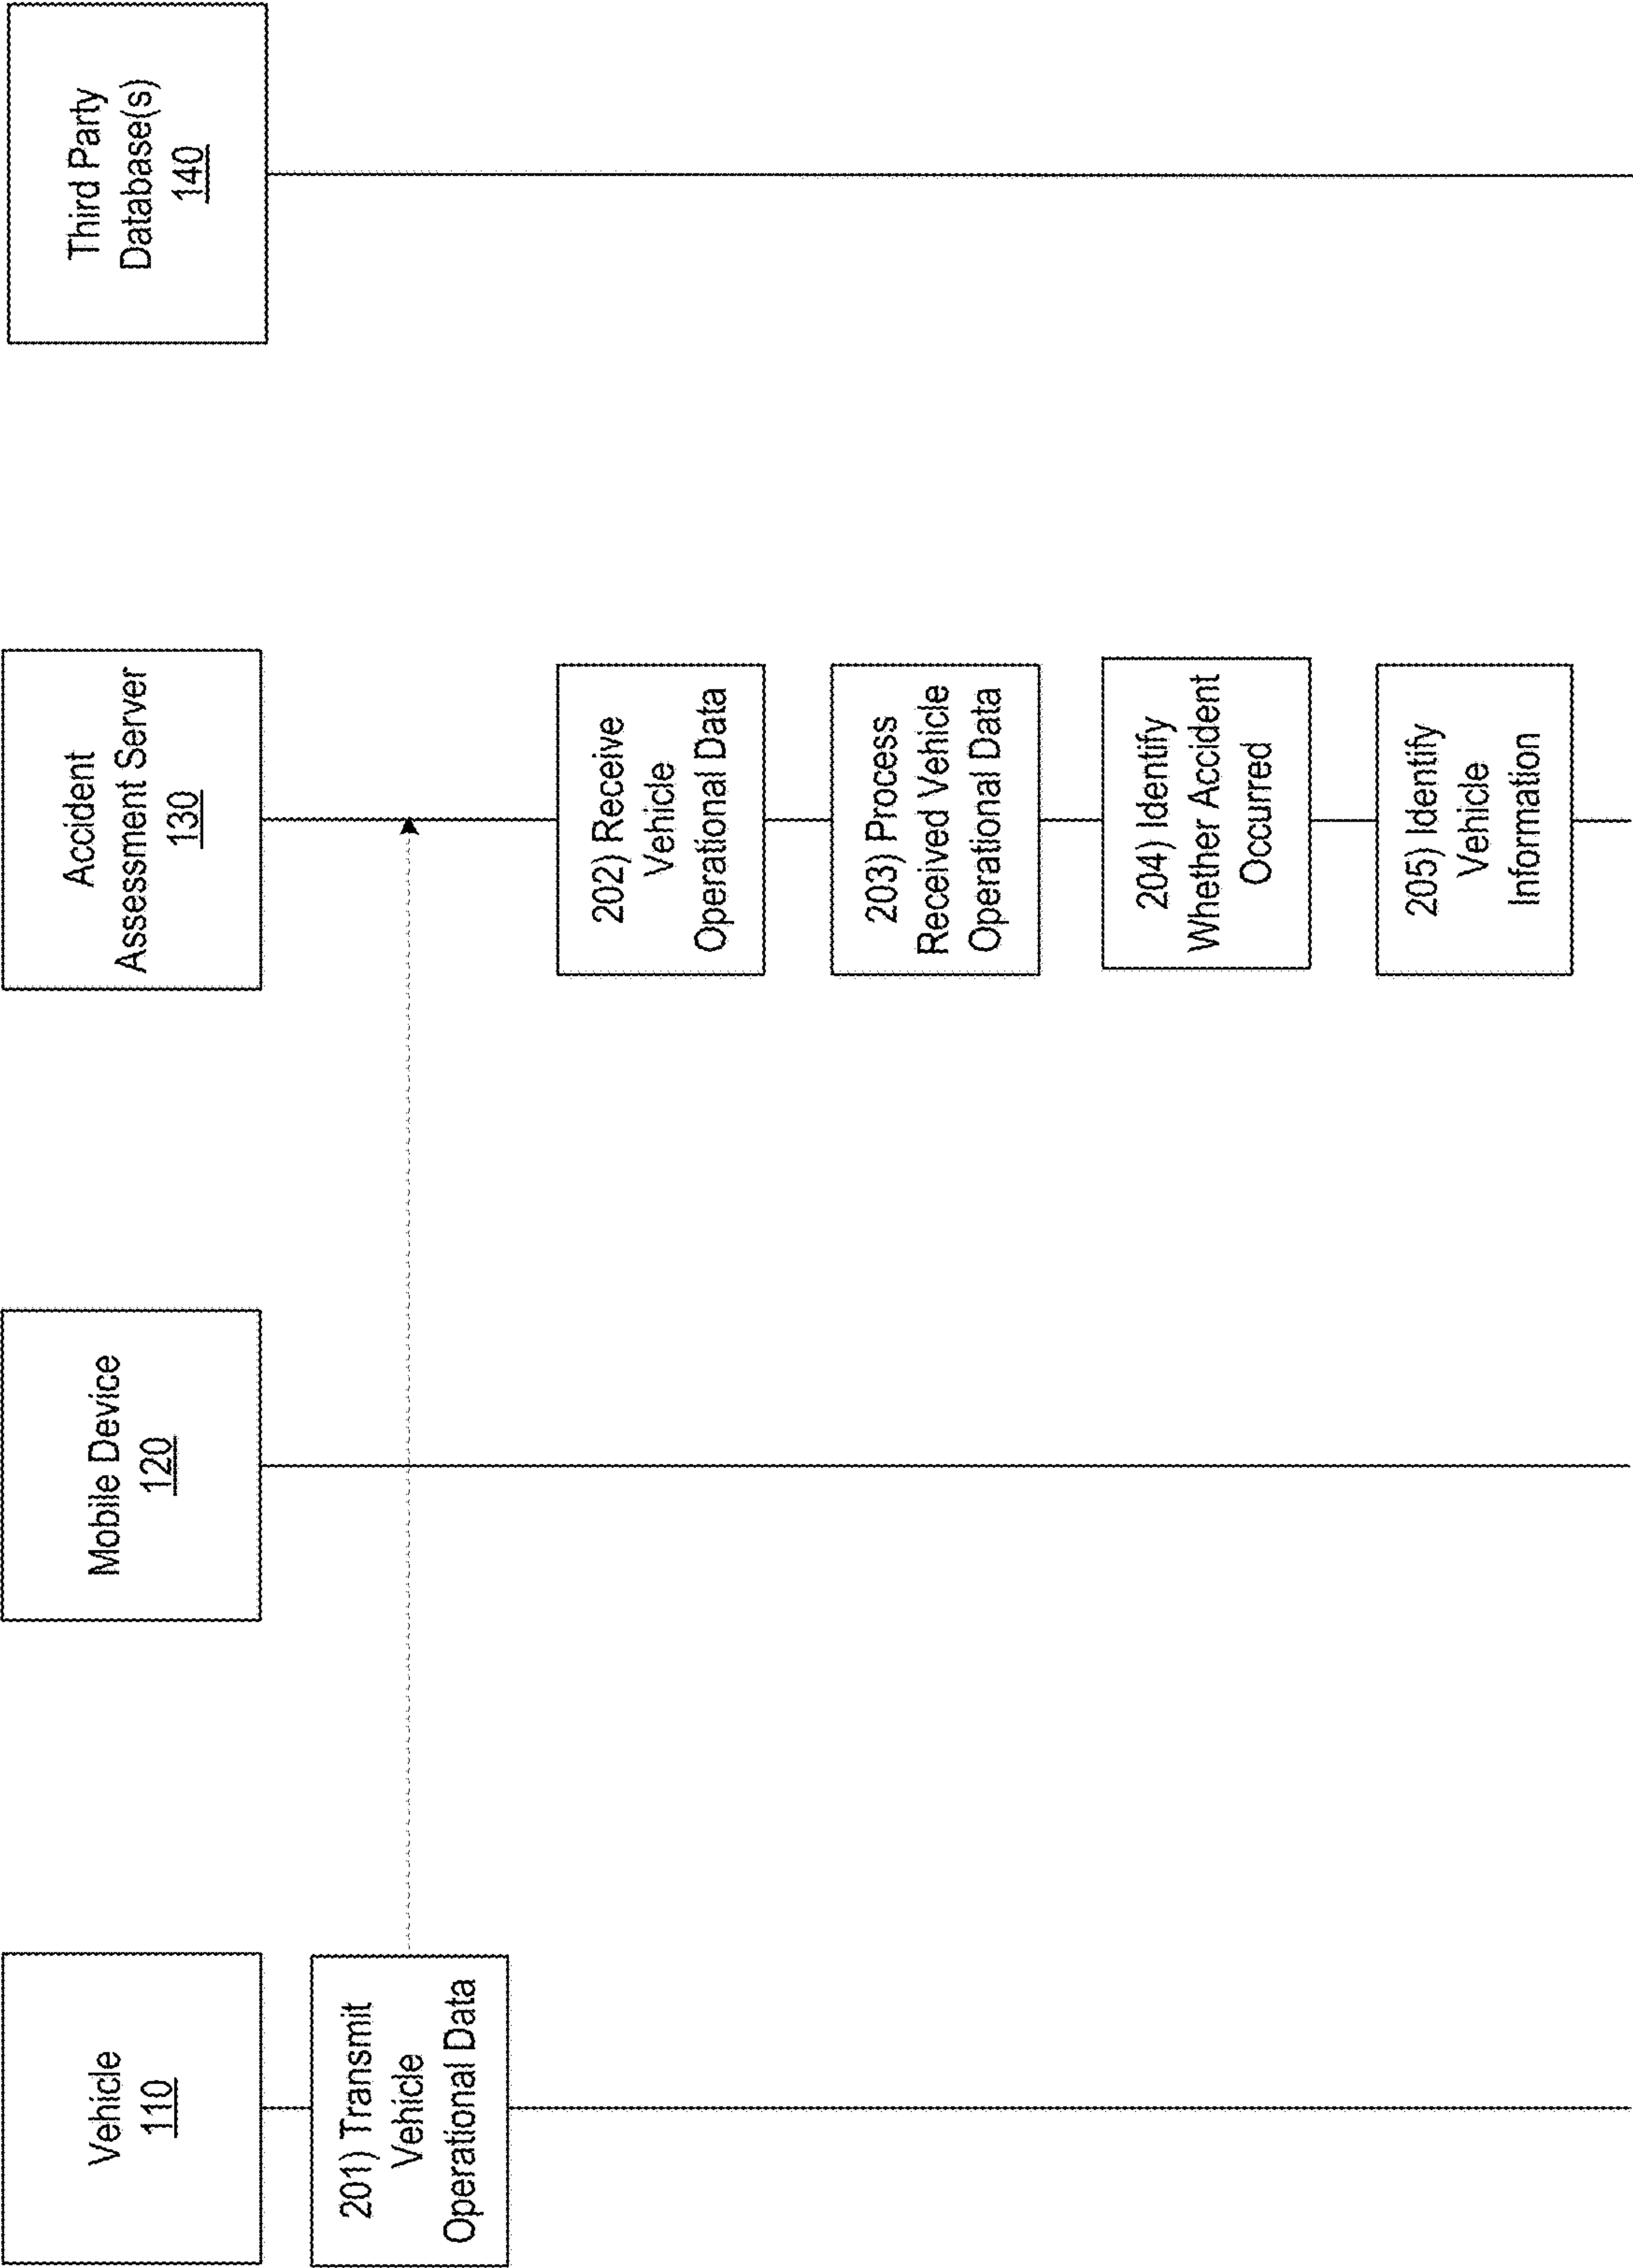 Vehicle
110
Mobile Device
120
Accident
Assessment Server
130
Third Party
Database(s)
140
201) Transmit
Vehicle
Operational Data
202) Receive
Vehicle
Operational Data
203) Process
Received Vehicle
Operational Data
204) Identify
Whether Accident
Occurred
205) Identify
Vehicle
Information